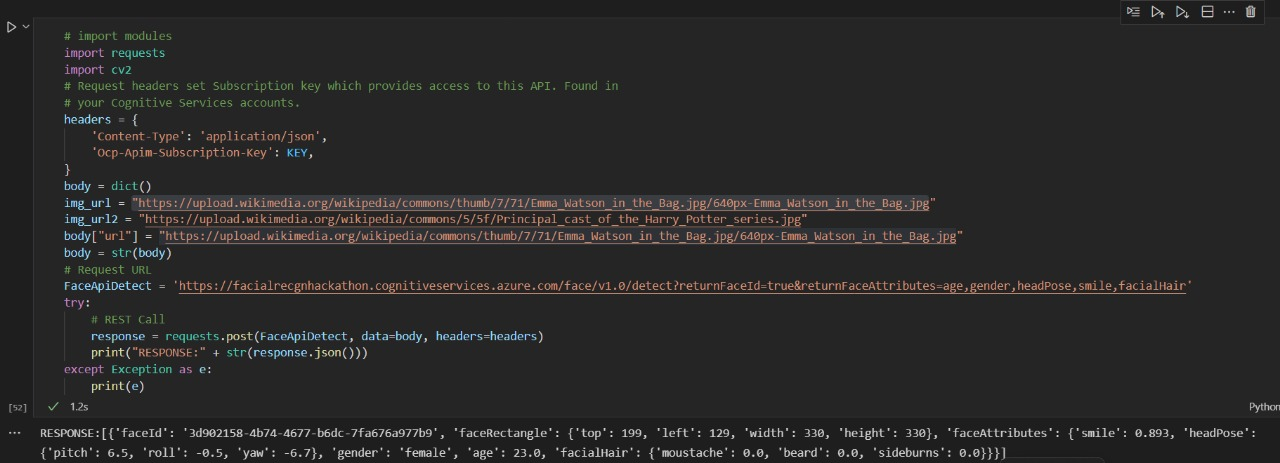 # import modules
import requests
import cv2
# Request headers set Subscription key which provides access to this API. Found in
# your Cognitive Services accounts.
headers = {
    'Content-Type': 'application/json',
    'Ocp-Apim-Subscription-Key': KEY,
}
body = dict()
img_url = "https://upload.wikimedia.org/wikipedia/commons/thumb/7/71/Emma_Watson_in_the_Bag.jpg/640px-Emma_Watson_in_the_Bag.jpg"
img_url2 = "https://upload.wikimedia.org/wikipedia/commons/5/5f/Principal_cast_of_the_Harry_Potter_series.jpg"
body["url"] = "https://upload.wikimedia.org/wikipedia/commons/thumb/7/71/Emma_Watson_in_the_Bag.jpg/640px-Emma_Watson_in_the_Bag.jpg"
body = str(body)
# Request URL
FaceApiDetect = 'https://facialrecgnhackathon.cognitiveservices.azure.com/face/v1.0/detect?returnFaceId=true&returnFaceAttributes=age,gender,headPose,smile,facialHair'
try:
    # REST Call
    response = requests.post(FaceApiDetect, data=body, headers=headers)
    print("RESPONSE:" + str(response.json()))
except Exception as e:
    print(e)
[52] 1.2s Python
RESPONSE:[{'faceId': '3d902158-4b74-4677-b6dc-7fa676a977b9', 'faceRectangle': {'top': 199, 'left': 129, 'width': 330, 'height': 330}, 'faceAttributes': {'smile': 0.893, 'headPose':
{'pitch': 6.5, 'roll': -0.5, 'yaw': -6.7}, 'gender': 'female', 'age': 23.0, 'facialHair': {'moustache': 0.0, 'beard': 0.0, 'sideburns': 0.0}}}]